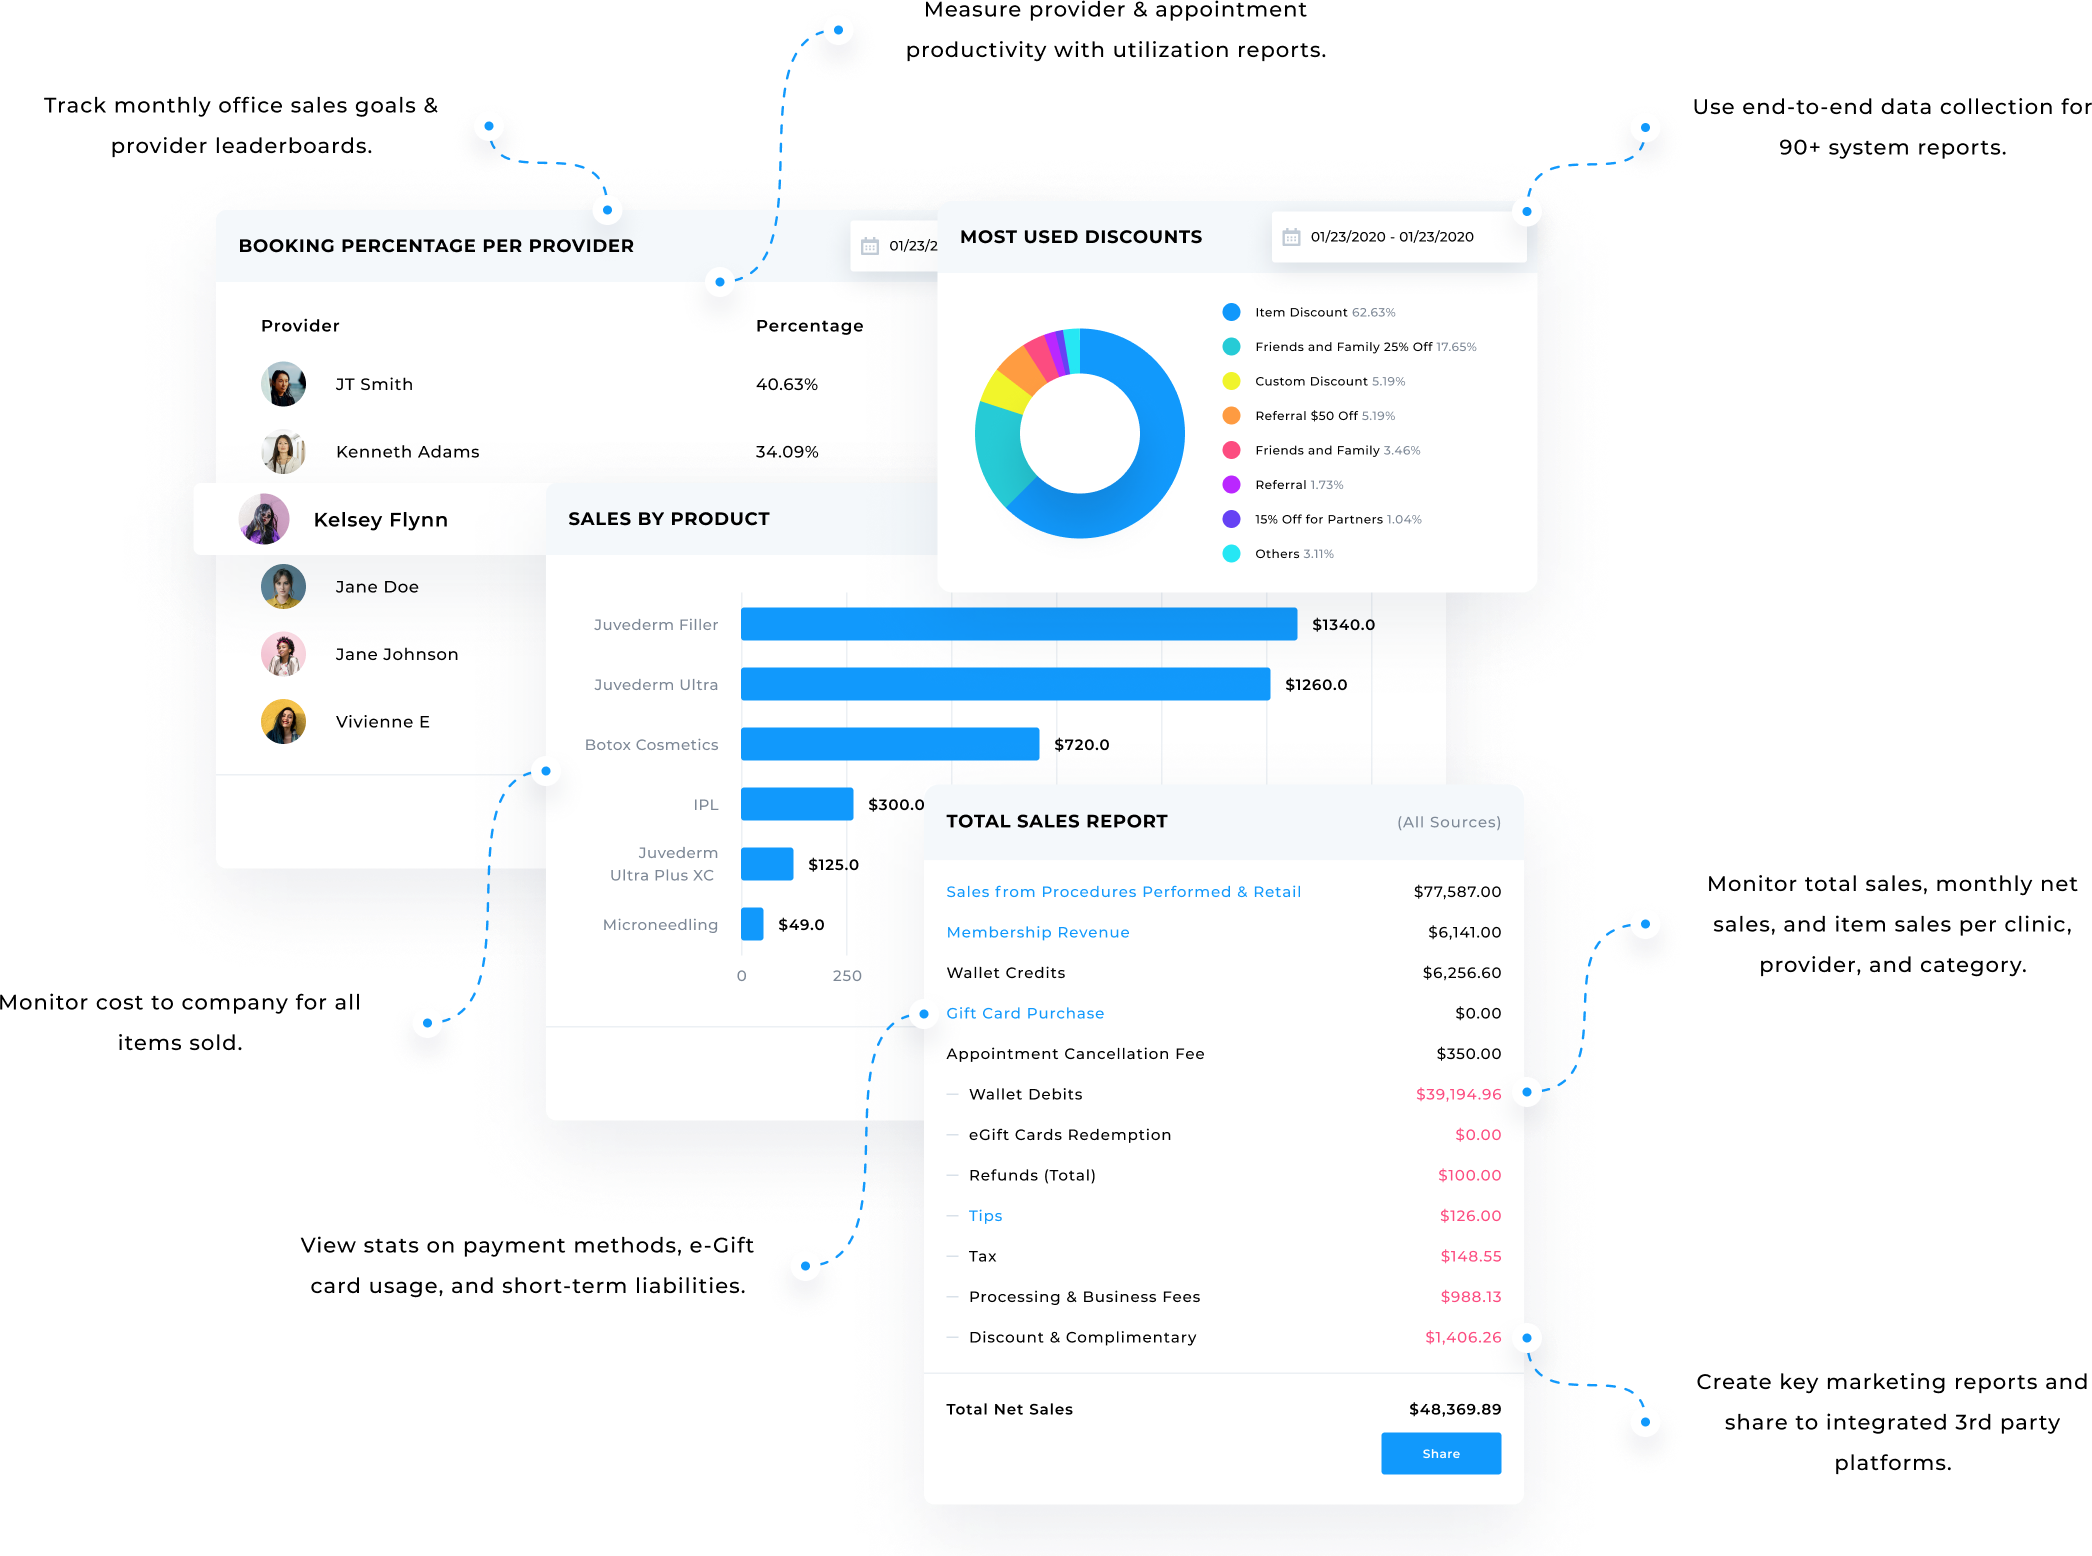 Measure provider & appointment
productivity with utilization reports.
Track monthly office sales goals &
provider leaderboards.
Use end-to-end data collection for
90+ system reports.
BOOKING PERCENTAGE PER PROVIDER
01/23/2
Provider
Percentage
JT Smith
40.63%
Kenneth Adams
34.09%
Kelsey Flynn
Jane Doe
Jane Johnson
Vivienne E
MOST USED DISCOUNTS
01/23/2020 - 01/23/2020
Item Discount 62.63%
Friends and Family 25% Off 17.65%
Custom Discount 5.19%
Referral $50 Off 5.19%
Friends and Family 3.46%
Referral 1.73%
15% Off for Partners 1.04%
Others 3.11%
SALES BY PRODUCT
Juvederm Filler
$1340.0
Juvederm Ultra
$1260.0
Botox Cosmetics
$720.0
IPL
$300.0
Juvederm
Ultra Plus XC
$125.0
Microneedling
$49.0
0
250
Monitor cost to company for all
items sold.
TOTAL SALES REPORT
(All Sources)
Sales from Procedures Performed & Retail
$77,587.00
Membership Revenue
$6,141.00
Wallet Credits
$6,256.60
Gift Card Purchase
$0.00
Appointment Cancellation Fee
$350.00
— Wallet Debits
$39,194.96
— eGift Cards Redemption
$0.00
— Refunds (Total)
$100.00
— Tips
$126.00
— Tax
$148.55
— Processing & Business Fees
$988.13
— Discount & Complimentary
$1,406.26
Total Net Sales
$48,369.89
Share
Monitor total sales, monthly net
sales, and item sales per clinic,
provider, and category.
View stats on payment methods, e-Gift
card usage, and short-term liabilities.
Create key marketing reports and
share to integrated 3rd party
platforms.